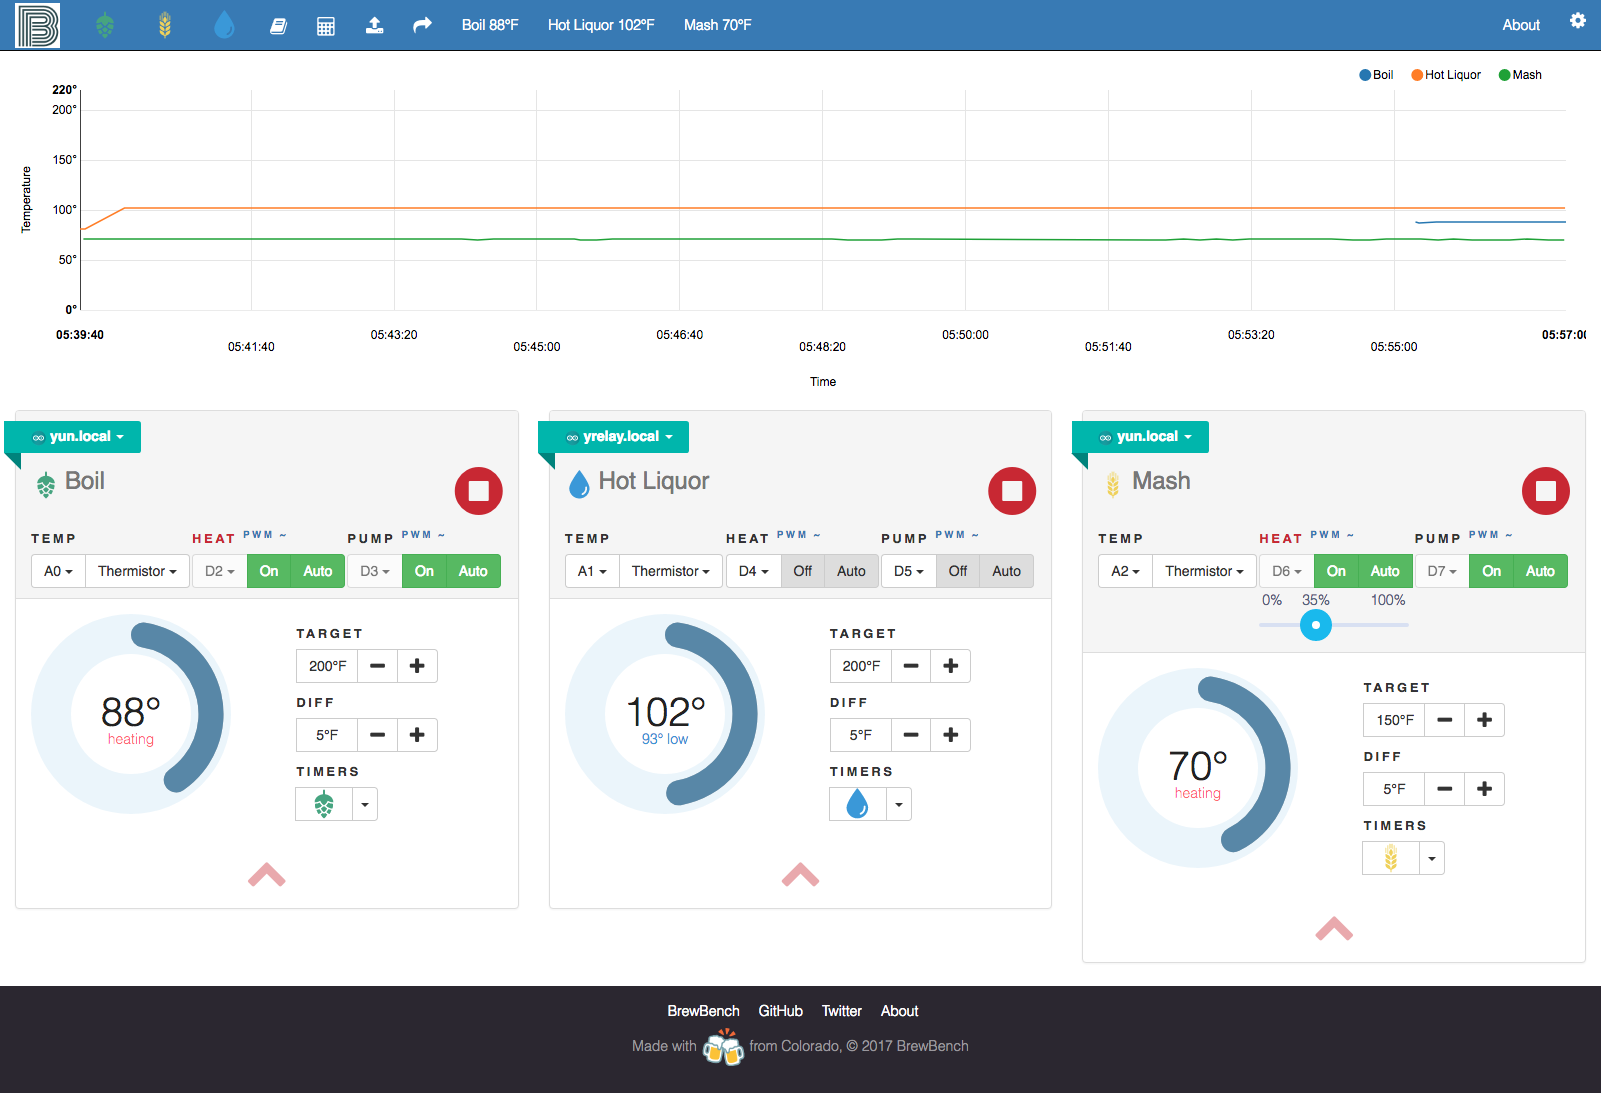 B Boil 88°F Hot Liquor 102°F Mash 70°F About
Boil Hot Liquor Mash
220°
200°
150°
100°
50°
0°
Temperature
05:39:40 05:43:20 05:46:40 05:50:00 05:53:20 05:57:00
05:41:40 05:45:00 05:48:20 05:51:40 05:55:00
Time
yun.local
Boil
TEMP HEAT PWM ~ PUMP PWM ~
A0 Thermistor D2 On Auto D3 On Auto
88°
heating
TARGET
200°F
DIFF
5°F
TIMERS
yrelay.local
Hot Liquor
TEMP HEAT PWM ~ PUMP PWM ~
A1 Thermistor D4 Off Auto D5 Off Auto
102°
93° low
TARGET
200°F
DIFF
5°F
TIMERS
yun.local
Mash
TEMP HEAT PWM ~ PUMP PWM ~
A2 Thermistor D6 On Auto D7 On Auto
0% 35% 100%
70°
heating
TARGET
150°F
DIFF
5°F
TIMERS
BrewBench GitHub Twitter About
Made with from Colorado, © 2017 BrewBench